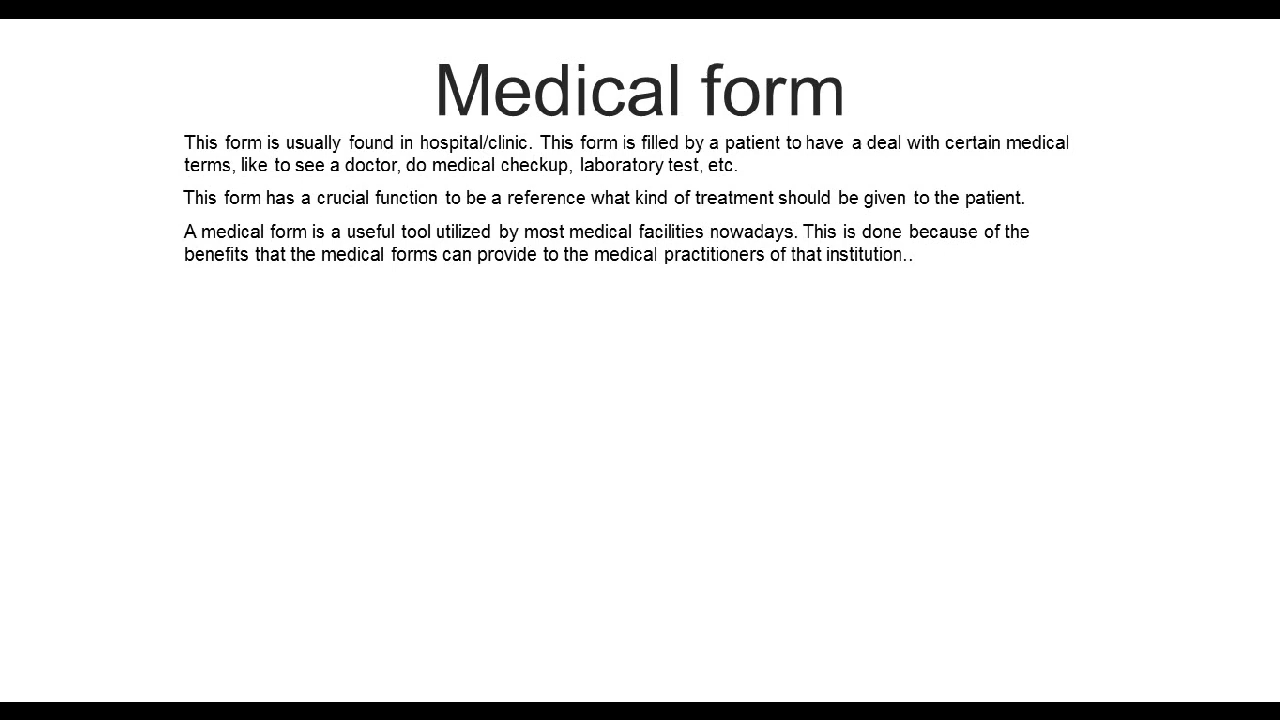 Medical form
This form is usually found in hospital/clinic. This form is filled by a patient to have a deal with certain medical
terms, like to see a doctor, do medical checkup, laboratory test, etc.
This form has a crucial function to be a reference what kind of treatment should be given to the patient.
A medical form is a useful tool utilized by most medical facilities nowadays. This is done because of the
benefits that the medical forms can provide to the medical practitioners of that institution..